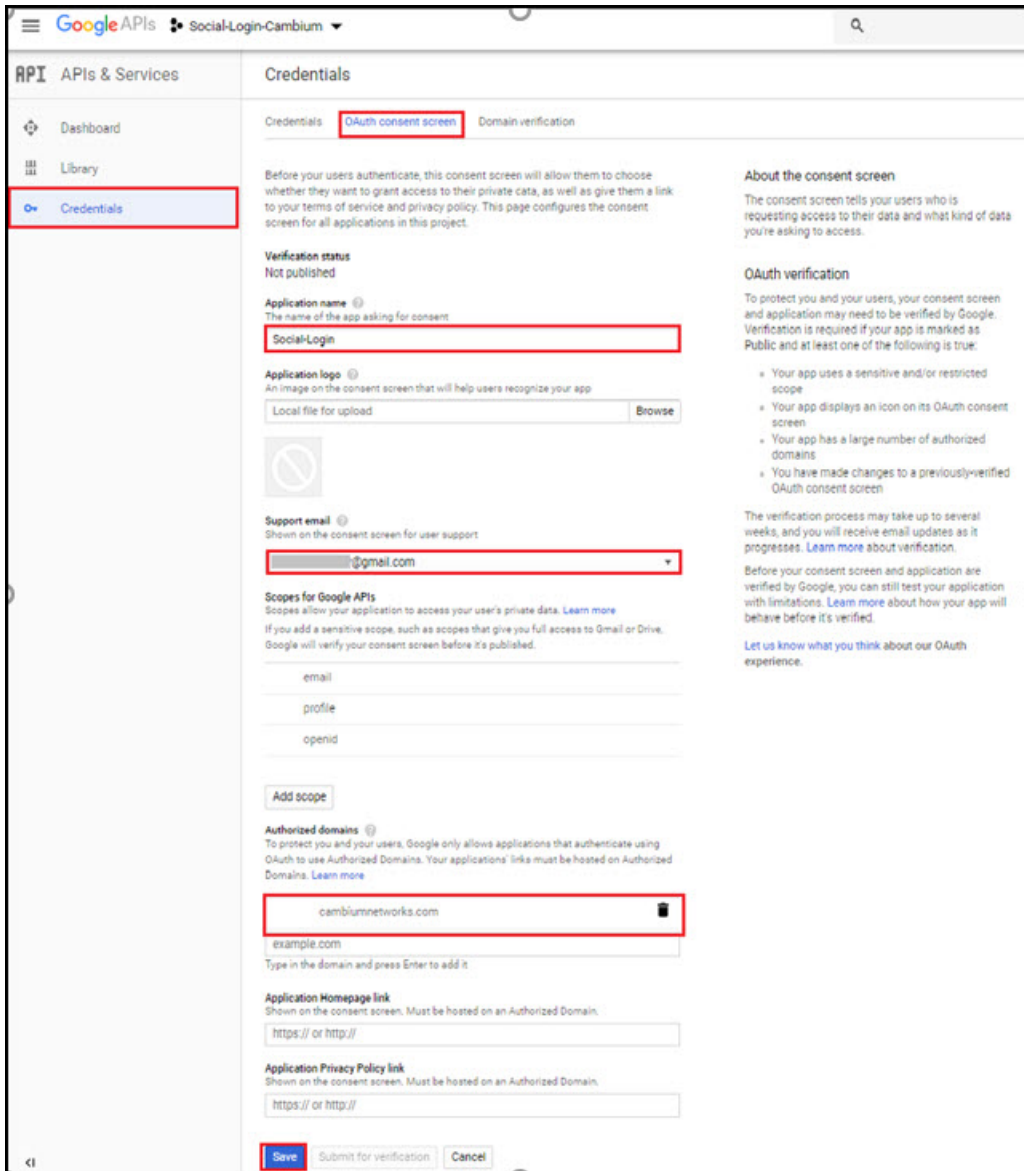 Google APIs Social-Login-Cambium
API APIs & Services
Dashboard
Library
Credentials
Credentials
Credentials OAuth consent screen Domain verification
Before your users authenticate, this consent screen will allow them to choose
whether they want to grant access to their private data, as well as give them a link
to your terms of service and privacy policy. This page configures the consent
screen for all applications in this project.
Verification status
Not published
Application name
The name of the app asking for consent
Social-Login
Application logo
An image on the consent screen that will help users recognize your app
Local file for upload Browse
Support email
Shown on the consent screen for user support
@gmail.com
Scopes for Google APIs
Scopes allow your application to access your user's private data. Learn more
If you add a sensitive scope, such as scopes that give you full access to Gmail or Drive,
Google will verify your consent screen before it's published.
email
profile
openid
Add scope
Authorized domains
To protect you and your users, Google only allows applications that authenticate using
OAuth to use Authorized Domains. Your applications' links must be hosted on Authorized
Domains. Learn more
cambiumnetworks.com
example.com
Type in the domain and press Enter to add it
Application Homepage link
Shown on the consent screen. Must be hosted on an Authorized Domain.
https:// or http://
Application Privacy Policy link
Shown on the consent screen. Must be hosted on an Authorized Domain.
https:// or http://
Save Submit for verification Cancel
About the consent screen
The consent screen tells your users who is
requesting access to their data and what kind of data
you're asking to access.
OAuth verification
To protect you and your users, your consent screen
and application may need to be verified by Google.
Verification is required if your app is marked as
Public and at least one of the following is true:
Your app uses a sensitive and/or restricted
scope
Your app displays an icon on its OAuth consent
screen
Your app has a large number of authorized
domains
You have made changes to a previously-verified
OAuth consent screen
The verification process may take up to several
weeks, and you will receive email updates as it
progresses. Learn more about verification.
Before your consent screen and application are
verified by Google, you can still test your application
with limitations. Learn more about how your app will
behave before it's verified.
Let us know what you think about our OAuth
experience.